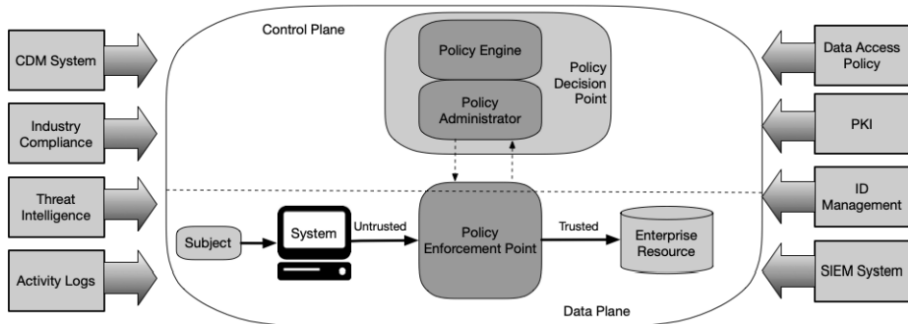 Control Plane
Policy Engine
Policy
Administrator
Policy
Decision
Point
CDM System
Industry
Compliance
Threat
Intelligence
Activity Logs
Data Access
Policy
PKI
ID
Management
SIEM System
Subject
System
Untrusted
Policy
Enforcement Point
Trusted
Enterprise
Resource
Data Plane